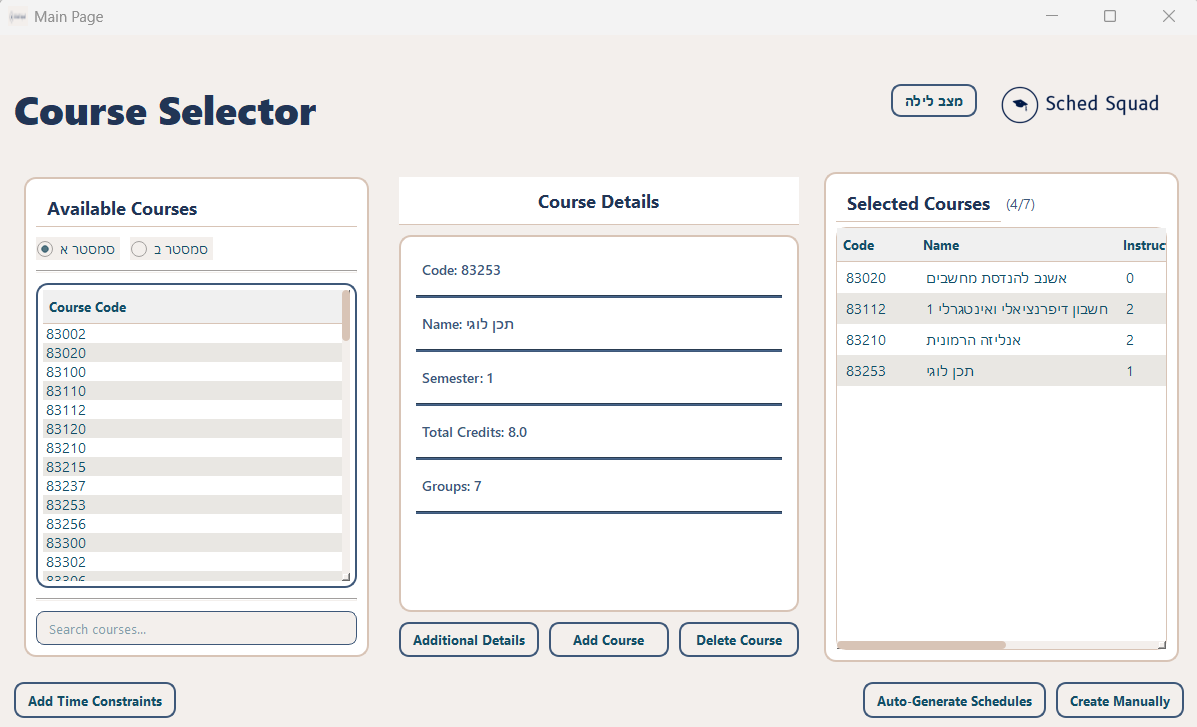 Main Page
Course Selector
מצב לילה
Sched Squad
Available Courses
סמסטר א
סמסטר ב
Course Code
83002
83020
83100
83110
83112
83120
83210
83215
83237
83253
83256
83300
83302
83306
Search courses...
Course Details
Code: 83253
Name: תכן לוגי
Semester: 1
Total Credits: 8.0
Groups: 7
Additional Details
Add Course
Delete Course
Selected Courses (4/7)
Code Name Instruc
83020 אשנב להנדסת מחשבים 0
83112 חשבון דיפרנציאלי ואינטגרלי 1 2
83210 אנליזה הרמונית 2
83253 תכן לוגי 1
Add Time Constraints
Auto-Generate Schedules
Create Manually